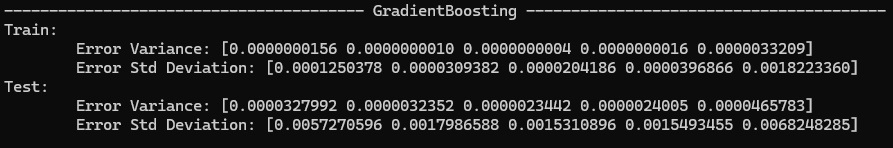 ---------------------------------------- GradientBoosting ----------------------------------------
Train:
Error Variance: [0.0000000156 0.0000000010 0.0000000004 0.0000000016 0.0000033209]
Error Std Deviation: [0.0001250378 0.0000309382 0.0000204186 0.0000396866 0.0018223360]
Test:
Error Variance: [0.0000327992 0.0000032352 0.0000023442 0.0000024005 0.0000465783]
Error Std Deviation: [0.0057270596 0.0017986588 0.0015310896 0.0015493455 0.0068248285]